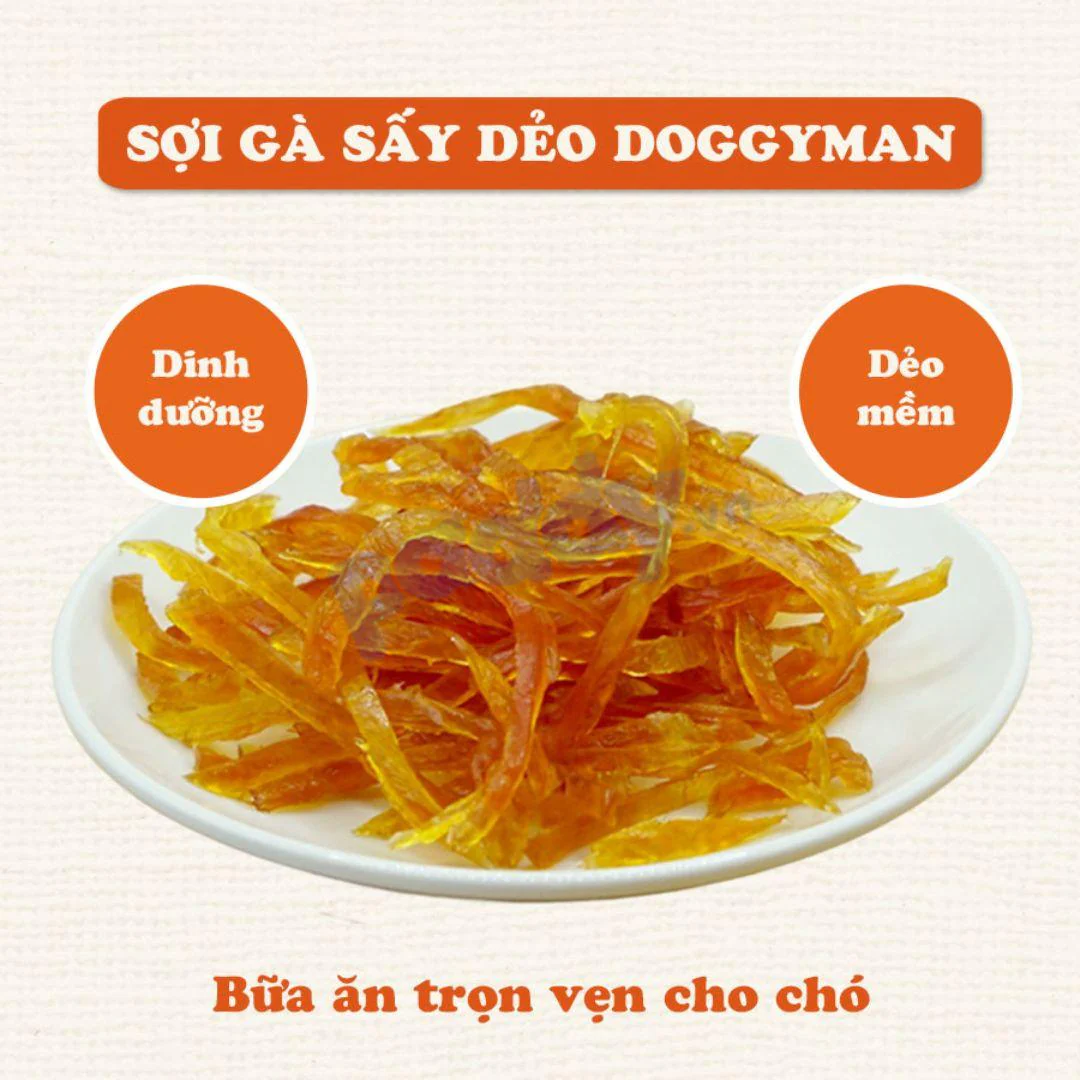 SỢI GÀ SẤY DẺO DOGGYMAN
Dinh
dưỡng
Dẻo
mềm
Bữa ăn trọn vẹn cho chó